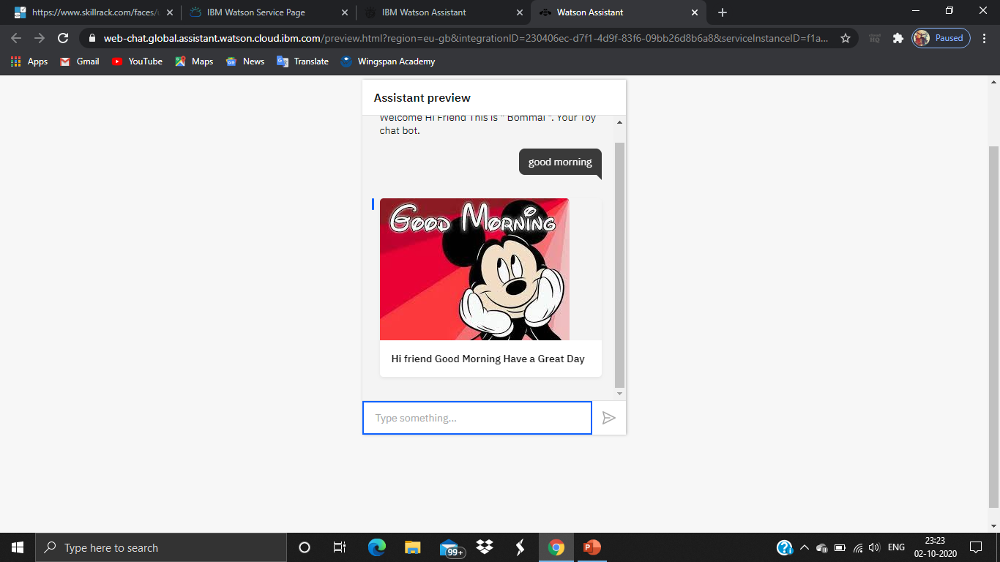 https://www.skillrack.com/faces/
IBM Watson Service Page
IBM Watson Assistant
Watson Assistant
web-chat.global.assistant.watson.cloud.ibm.com/preview.html?region=eu-gb&integrationID=230406ec-d7f1-4d9f-83f6-09bb26d8b6a8&serviceInstanceID=f1a...
Paused
Apps
Gmail
YouTube
Maps
News
Translate
Wingspan Academy
Assistant preview
Welcome Hi Friend This is " Bommai ". Your Toy
chat bot.
good morning
GOOD MORNING
Hi friend Good Morning Have a Great Day
Type something...
Type here to search
99+
ENG
23:23
02-10-2020